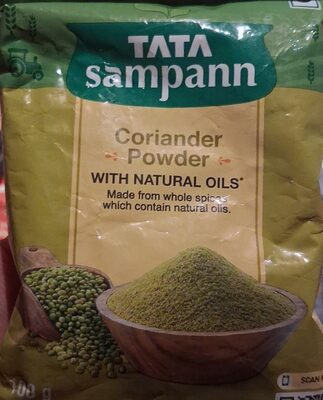 TATA
sampann
Coriander
Powder
WITH NATURAL OILS*
Made from whole spices
which contain natural oils.
100 g
SCAN